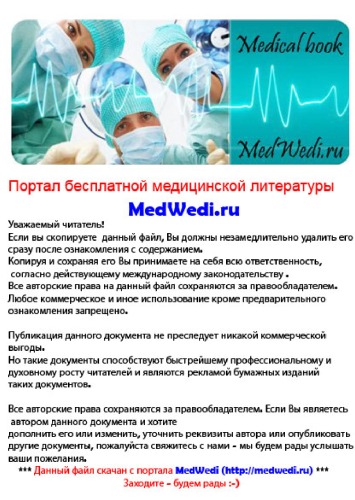 Medical book
MedWedi.ru
Портал бесплатной медицинской литературы
MedWedi.ru
Уважаемый читатель!
Если вы скопируете данный файл, Вы должны незамедлительно удалить его
сразу после ознакомления с содержанием.
Копируя и сохраняя его Вы принимаете на себя всю ответственность,
согласно действующему международному законодательству .
Все авторские права на данный файл сохраняются за правообладателем.
Любое коммерческое и иное использование кроме предварительного
ознакомления запрещено.
Публикация данного документа не преследует никакой коммерческой
выгоды.
Но такие документы способствуют быстрейшему профессиональному и
духовному росту читателей и являются рекламой бумажных изданий
таких документов.
Все авторские права сохраняются за правообладателем. Если Вы являетесь
автором данного документа и хотите
дополнить его или изменить, уточнить реквизиты автора или опубликовать
другие документы, пожалуйста свяжитесь с нами - мы будем рады услышать
ваши пожелания.
*** Данный файл скачан с портала MedWedi (http://medwedi.ru) ***
Заходите - будем рады :-)